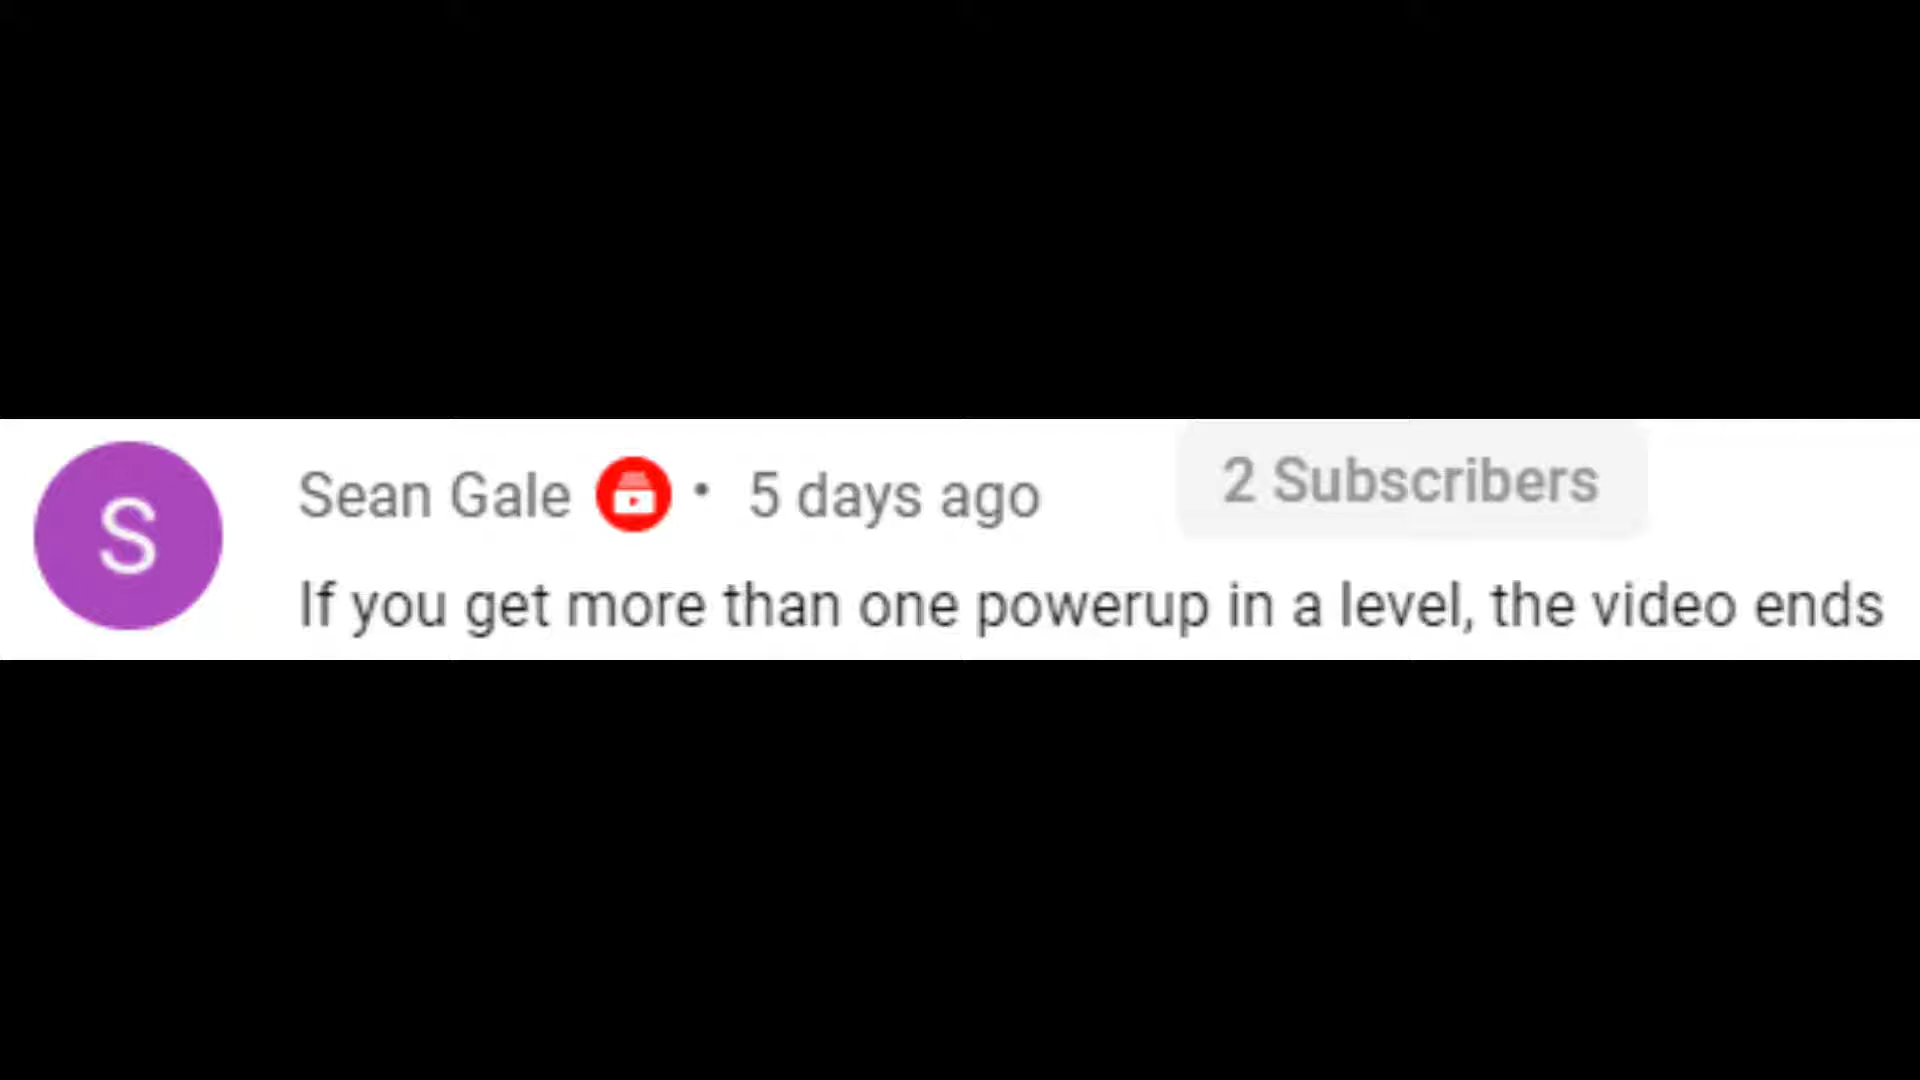 S
Sean Gale • 5 days ago 2 Subscribers
If you get more than one powerup in a level, the video ends